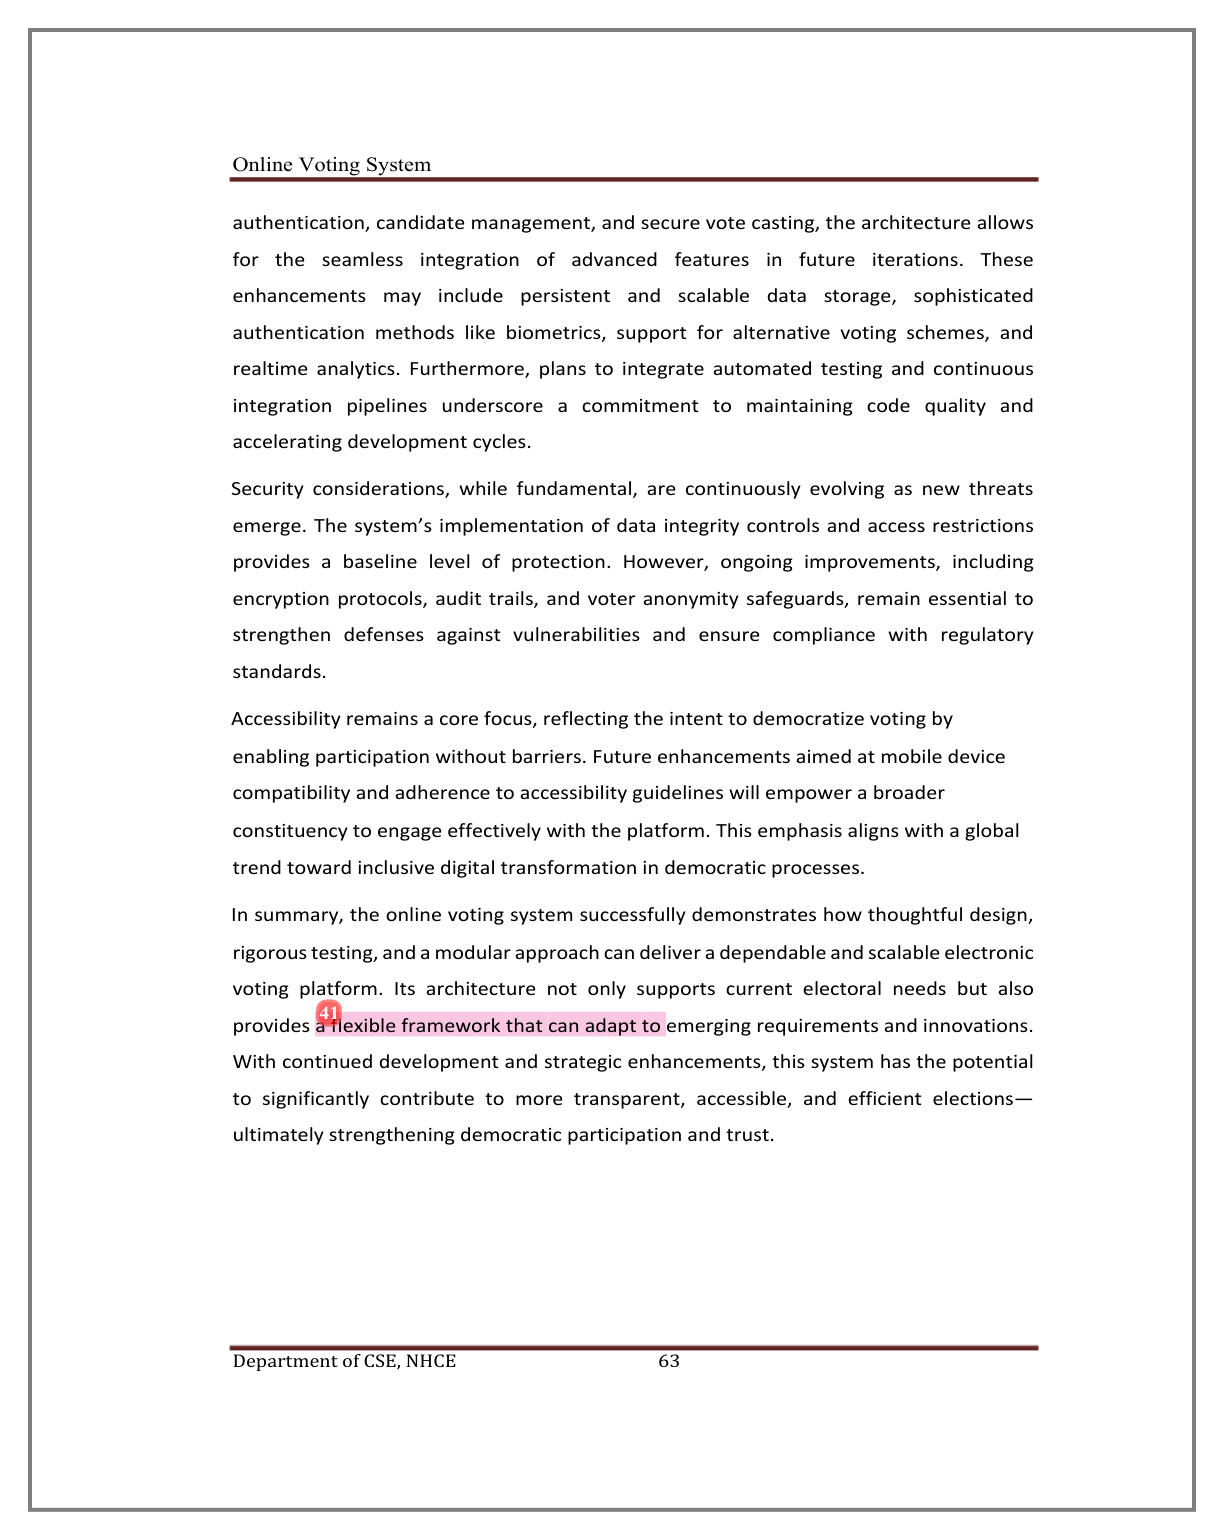 Online Voting System
authentication, candidate management, and secure vote casting, the architecture allows
for the seamless integration of advanced features in future iterations. These
enhancements may include persistent and scalable data storage, sophisticated
authentication methods like biometrics, support for alternative voting schemes, and
realtime analytics. Furthermore, plans to integrate automated testing and continuous
integration pipelines underscore a commitment to maintaining code quality and
accelerating development cycles.
Security considerations, while fundamental, are continuously evolving as new threats
emerge. The system’s implementation of data integrity controls and access restrictions
provides a baseline level of protection. However, ongoing improvements, including
encryption protocols, audit trails, and voter anonymity safeguards, remain essential to
strengthen defenses against vulnerabilities and ensure compliance with regulatory
standards.
Accessibility remains a core focus, reflecting the intent to democratize voting by
enabling participation without barriers. Future enhancements aimed at mobile device
compatibility and adherence to accessibility guidelines will empower a broader
constituency to engage effectively with the platform. This emphasis aligns with a global
trend toward inclusive digital transformation in democratic processes.
In summary, the online voting system successfully demonstrates how thoughtful design,
rigorous testing, and a modular approach can deliver a dependable and scalable electronic
voting platform. Its architecture not only supports current electoral needs but also
41
provides a flexible framework that can adapt to emerging requirements and innovations.
With continued development and strategic enhancements, this system has the potential
to significantly contribute to more transparent, accessible, and efficient elections—
ultimately strengthening democratic participation and trust.
Department of CSE, NHCE 63